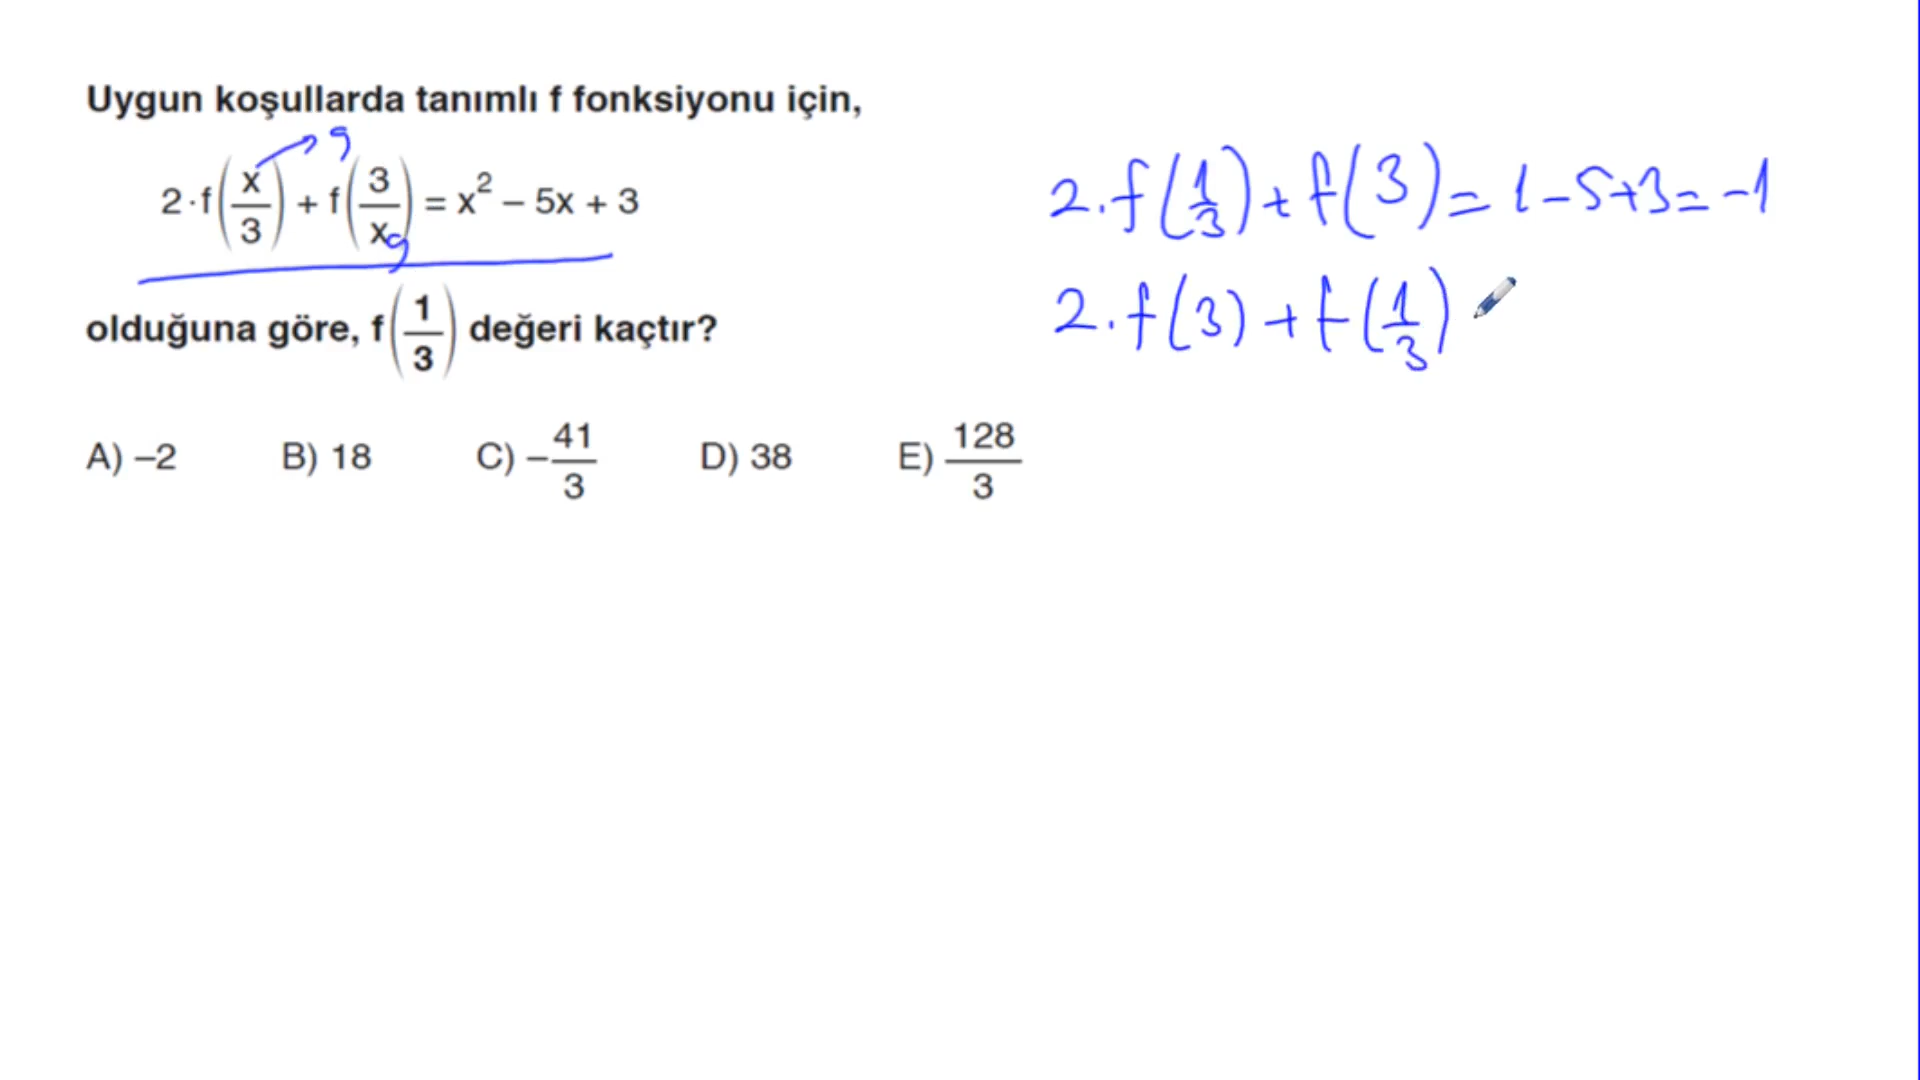 Uygun koşullarda tanımlı f fonksiyonu için,
9
2·f(x/3) + f(3/x) = x² – 5x + 3
9
olduğuna göre, f(1/3) değeri kaçtır?
A) –2 B) 18 C) –41/3 D) 38 E) 128/3
2.f(1/3)+f(3)=1-5+3=-1
2.f(3)+f(1/3)